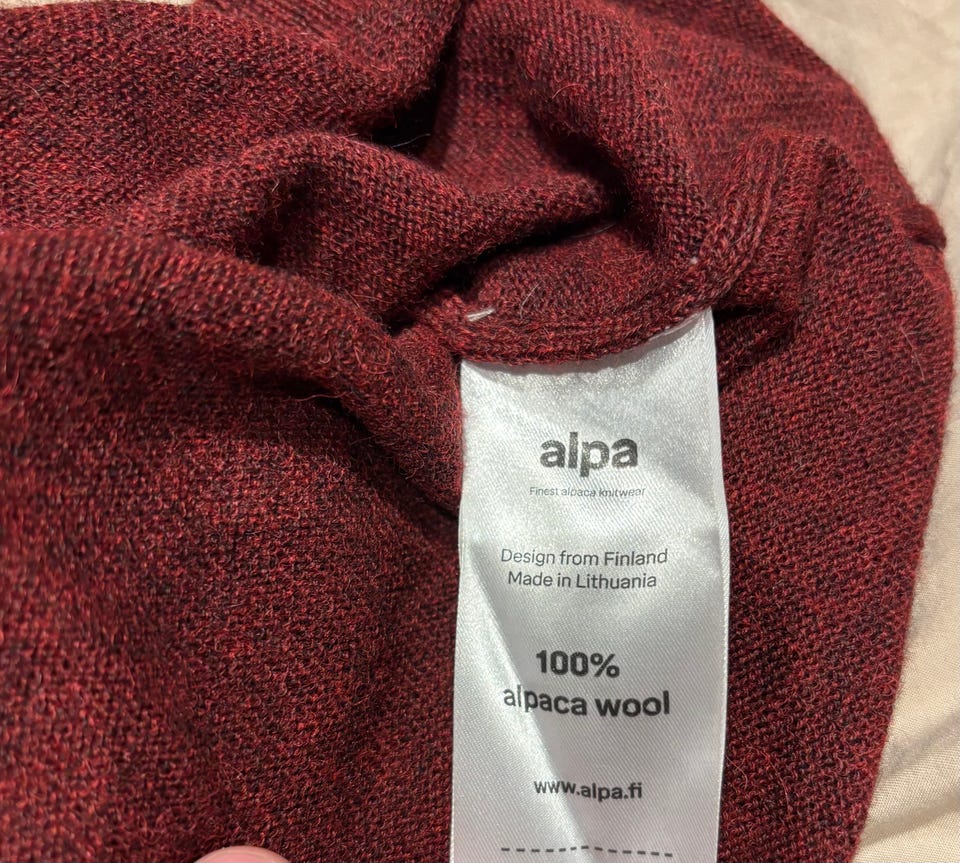 alpa
Finest alpaca knitwear
Design from Finland
Made in Lithuania
100%
alpaca wool
www.alpa.fi